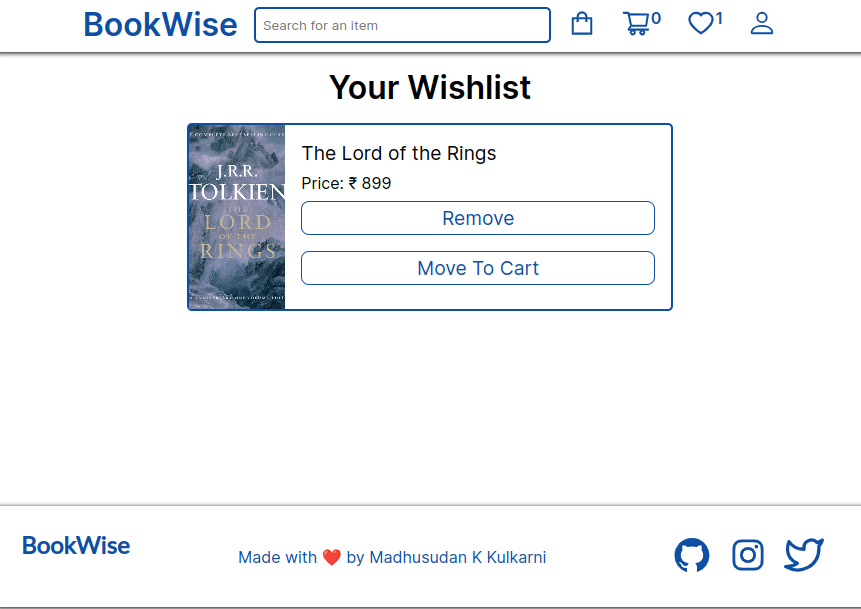 BookWise
Search for an item
0
1
Your Wishlist
J.R.R.
TOLKIEN
THE
LORD
OF THE
RINGS
The Lord of the Rings
Price: ₹ 899
Remove
Move To Cart
BookWise
Made with ❤️ by Madhusudan K Kulkarni